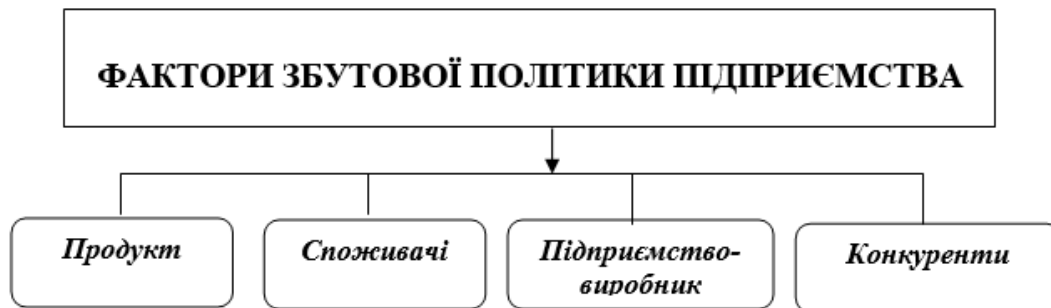 ФАКТОРИ ЗБУТОВОЇ ПОЛІТИКИ ПІДПРИЄМСТВА
Продукт
Споживачі
Підприємство-
виробник
Конкуренти